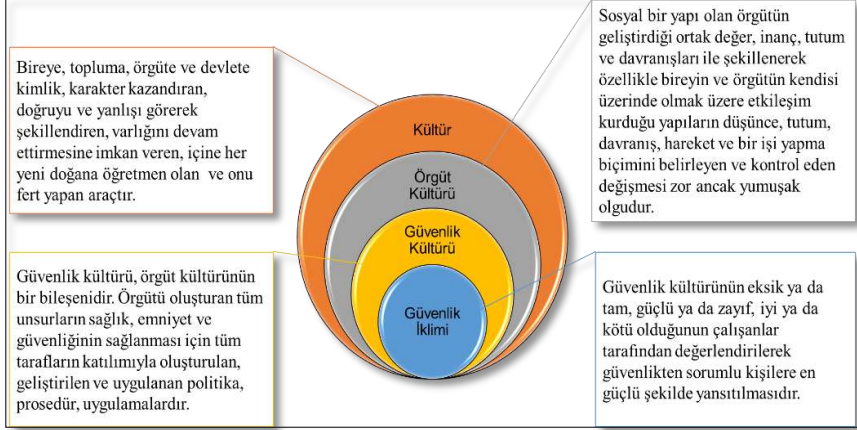 Bireye, topluma, örgüte ve devlete
kimlik, karakter kazandıran,
doğruyu ve yanlışı görerek
şekillendiren, varlığını devam
ettirmesine imkan veren, içine her
yeni doğana öğretmen olan ve onu
fert yapan araçtır.
Sosyal bir yapı olan örgütün
geliştirdiği ortak değer, inanç, tutum
ve davranışları ile şekillenerek
özellikle bireyin ve örgütün kendisi
üzerinde olmak üzere etkileşim
kurduğu yapıların düşünce, tutum,
davranış, hareket ve bir işi yapma
biçimini belirleyen ve kontrol eden
değişmesi zor ancak yumuşak
olgudur.
Kültür
Örgüt
Kültürü
Güvenlik
Kültürü
Güvenlik
İklimi
Güvenlik kültürü, örgüt kültürünün
bir bileşenidir. Örgütü oluşturan tüm
unsurların sağlık, emniyet ve
güvenliğinin sağlanması için tüm
tarafların katılımıyla oluşturulan,
geliştirilen ve uygulanan politika,
prosedür, uygulamalardır.
Güvenlik kültürünün eksik ya da
tam, güçlü ya da zayıf, iyi ya da
kötü olduğunun çalışanlar
tarafından değerlendirilerek
güvenlikten sorumlu kişilere en
güçlü şekilde yansıtılmasıdır.